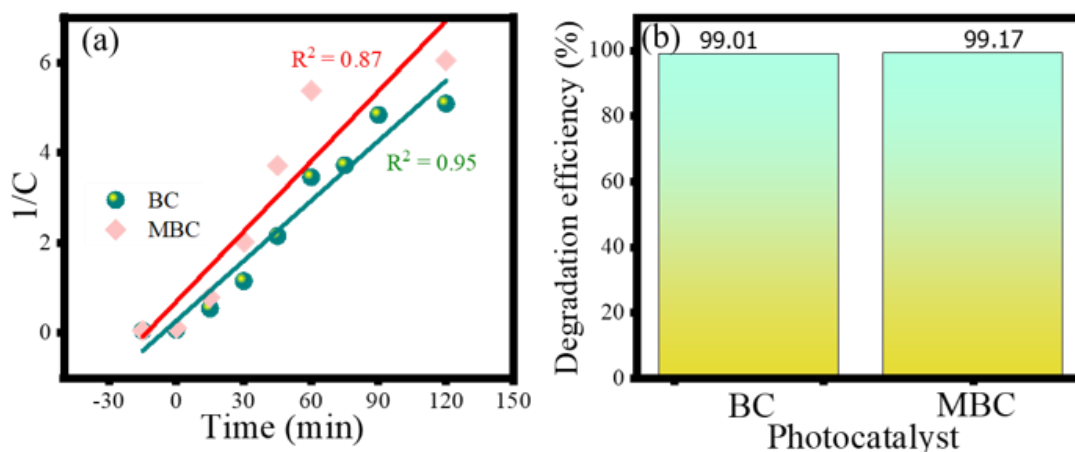 (a)
R² = 0.87
R² = 0.95
BC
MBC
1/C
6
4
2
0
-30 0 30 60 90 120 150
Time (min)
(b)
99.01 99.17
Degradation efficiency (%)
100
80
60
40
20
0
BC MBC
Photocatalyst